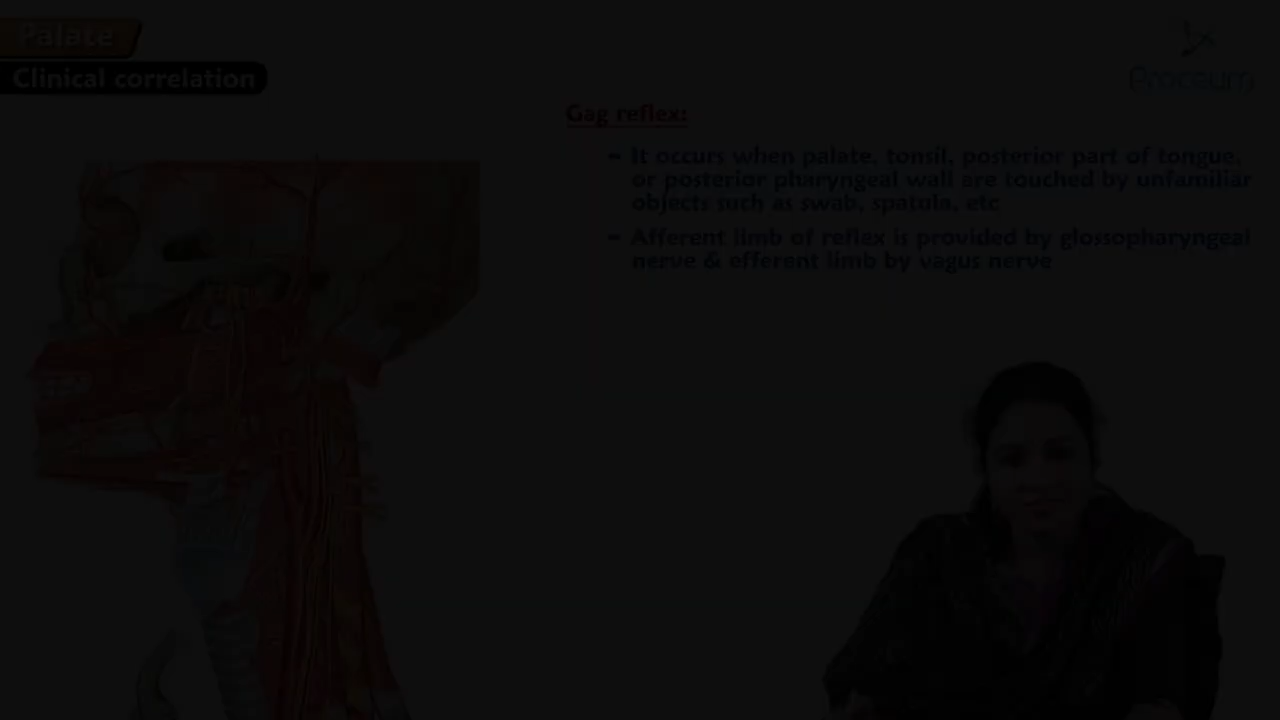 Palate
Clinical correlation
Gag reflex:
- It occurs when palate, tonsil, posterior part of tongue,
or posterior pharyngeal wall are touched by unfamiliar
objects such as swab, spatula, etc
- Afferent limb of reflex is provided by glossopharyngeal
nerve & efferent limb by vagus nerve